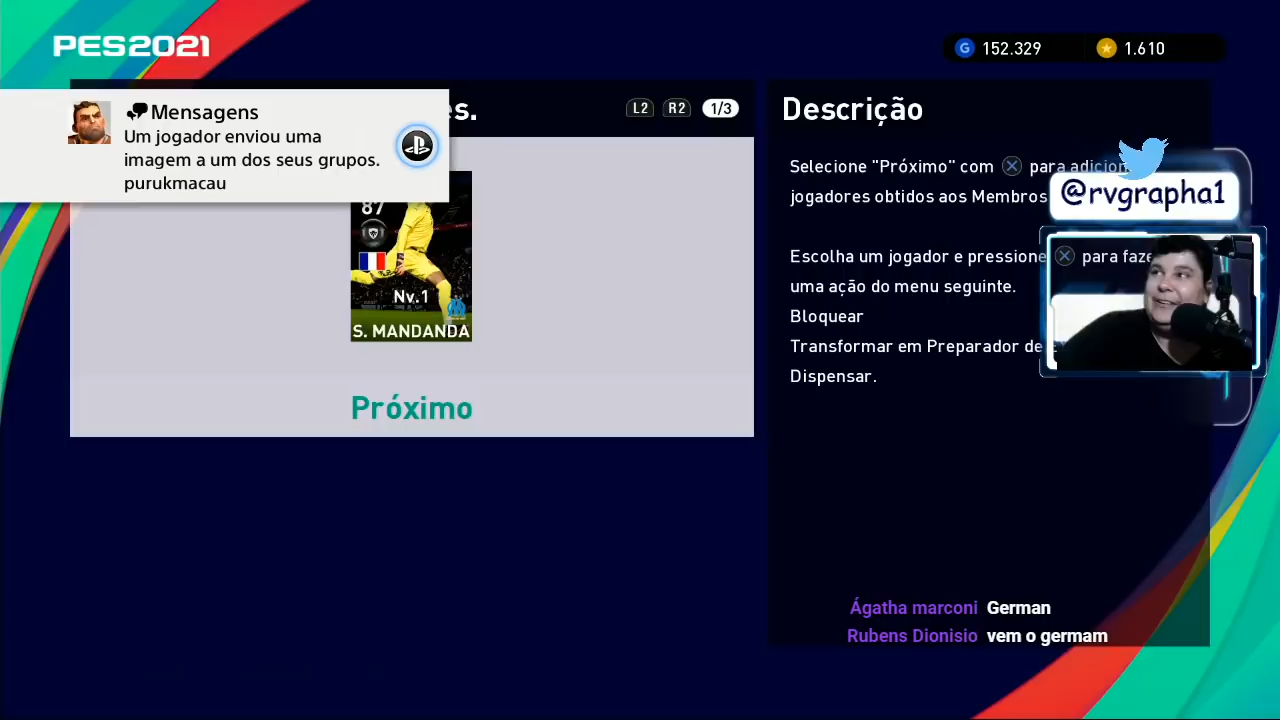 PES2021
G 152.329
1.610
es.
L2 R2 1/3
Mensagens
Um jogador enviou uma
imagem a um dos seus grupos.
purukmacau
87
Nv.1
S. MANDANDA
Próximo
Descrição
Selecione "Próximo" com para
jogadores obtidos aos Membros
Escolha um jogador e pressione para
uma ação do menu seguinte.
Bloquear
Transformar em Preparador de
Dispensar.
@rvgrapha1
Ágatha marconi German
Rubens Dionisio vem o germam